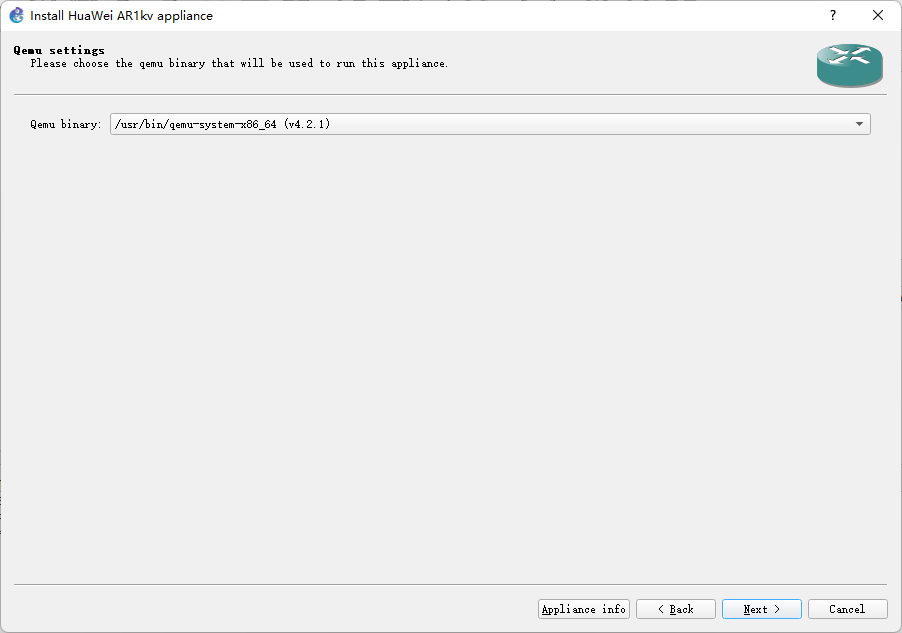 Install HuaWei AR1kv appliance
?
Qemu settings
Please choose the qemu binary that will be used to run this appliance.
Qemu binary: /usr/bin/qemu-system-x86_64 (v4.2.1)
Appliance info < Back Next > Cancel